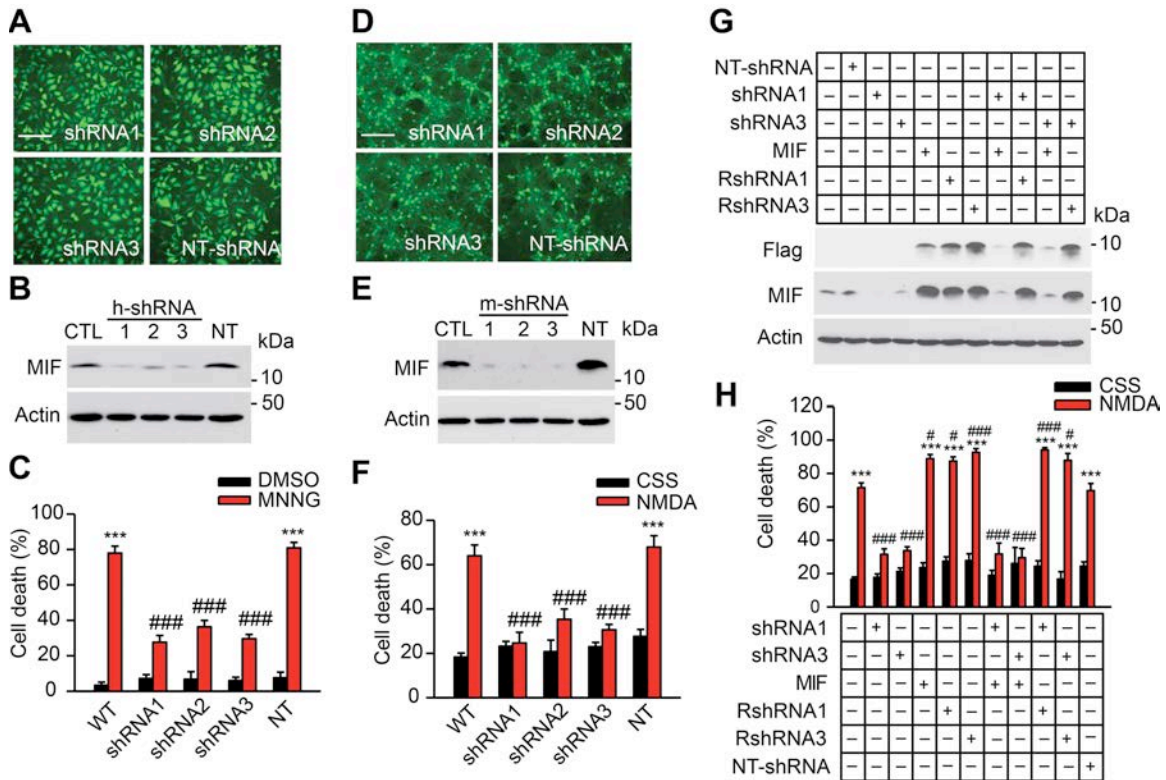 A
shRNA1
shRNA2
shRNA3
NT-shRNA
B
h-shRNA
CTL 1 2 3 NT kDa
MIF
- 10
- 50
Actin
C
DMSO
MNNG
Cell death (%)
80
60
40
20
0
***
###
###
###
***
WT
shRNA1
shRNA2
shRNA3
NT
D
shRNA1
shRNA2
shRNA3
NT-shRNA
E
m-shRNA
CTL 1 2 3 NT kDa
MIF
- 10
- 50
Actin
F
CSS
NMDA
Cell death (%)
80
60
40
20
0
***
###
###
###
***
WT
shRNA1
shRNA2
shRNA3
NT
G
NT-shRNA – + – – – – – – – – –
shRNA1 – – + – – – – + + – –
shRNA3 – – – + – – – – – + +
MIF – – – – + – – + – + –
RshRNA1 – – – – – + – – + – –
RshRNA3 – – – – – – + – – – +
kDa
Flag - 10
MIF - 10
- 50
Actin
H
CSS
NMDA
Cell death (%)
120
100
80
60
40
20
0
***
###
###
#
***
#
***
###
***
###
###
###
***
#
***
***
shRNA1 – + – – – – + – + – –
shRNA3 – – + – – – – + – + –
MIF – – – + – – + + – – –
RshRNA1 – – – – + – – – + – –
RshRNA3 – – – – – + – – – + –
NT-shRNA – – – – – – – – – – +